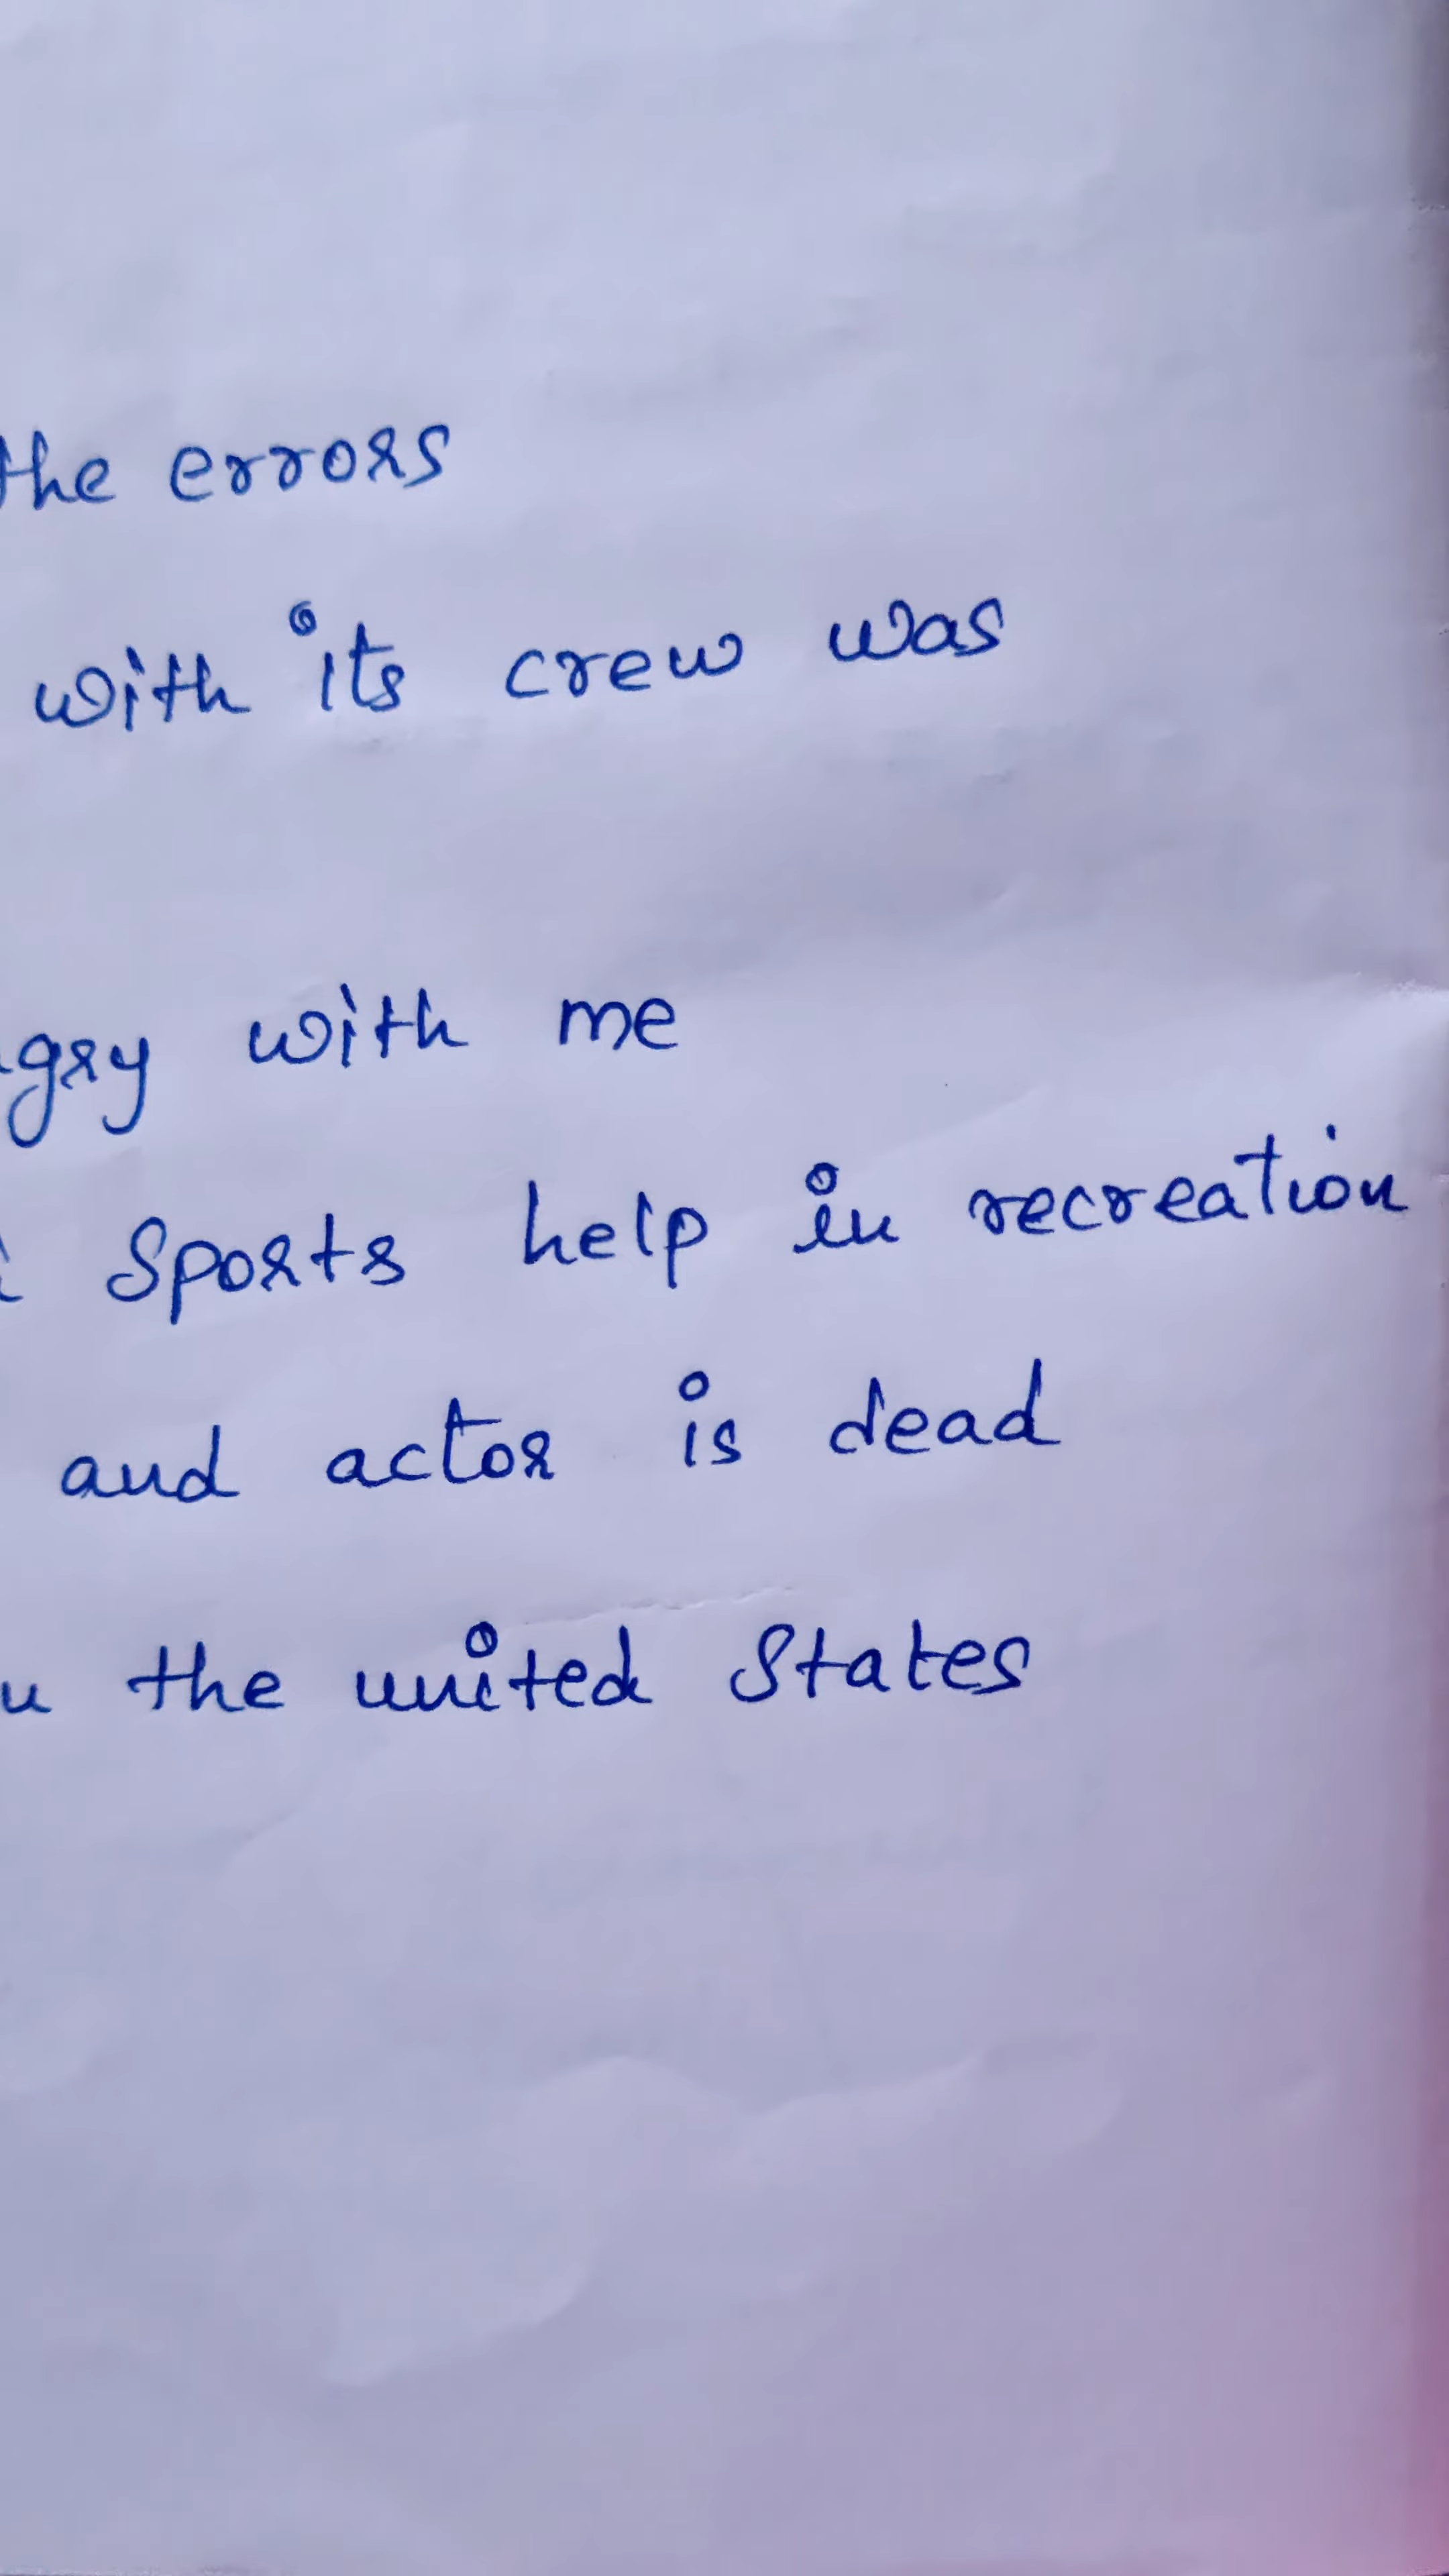 the errors
with its crew was
with me
Sports help in recreation
and actor is dead
the united States